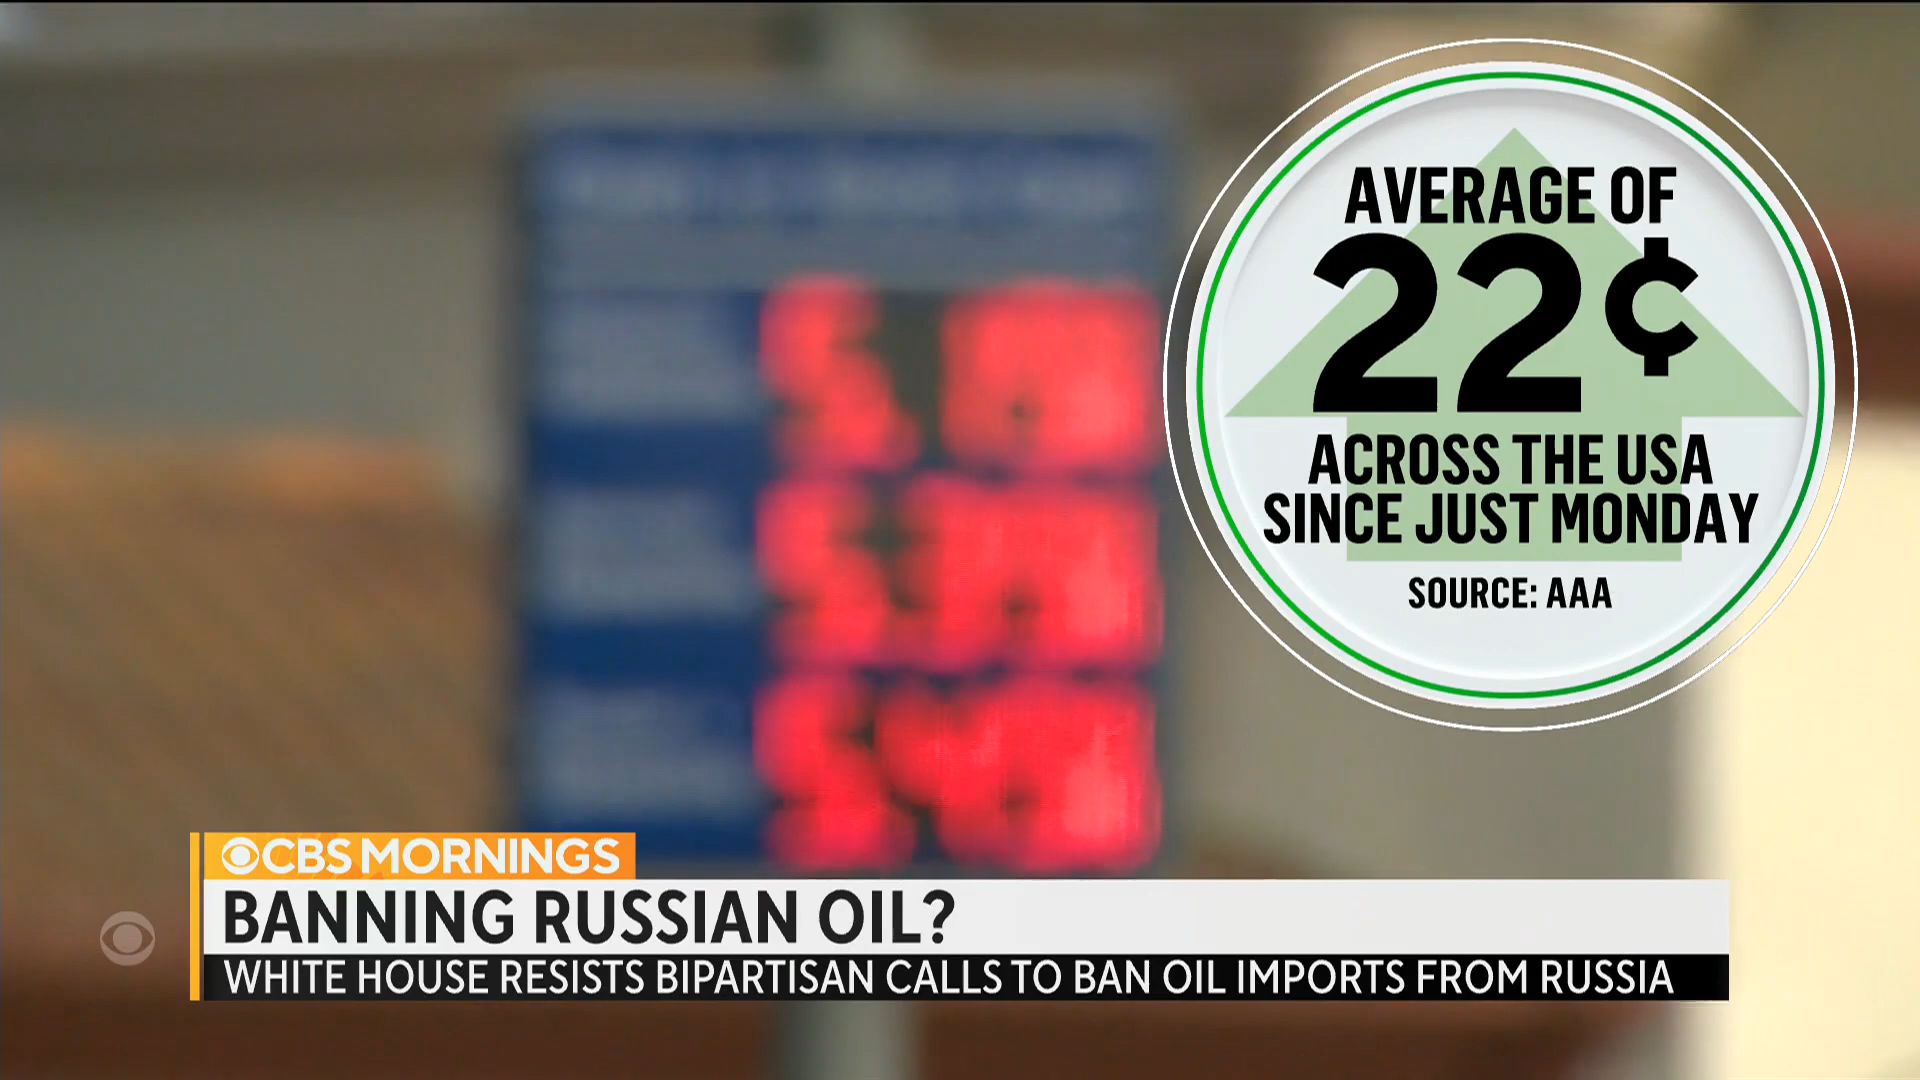 AVERAGE OF
22¢
ACROSS THE USA
SINCE JUST MONDAY
SOURCE: AAA
CBS MORNINGS
BANNING RUSSIAN OIL?
WHITE HOUSE RESISTS BIPARTISAN CALLS TO BAN OIL IMPORTS FROM RUSSIA